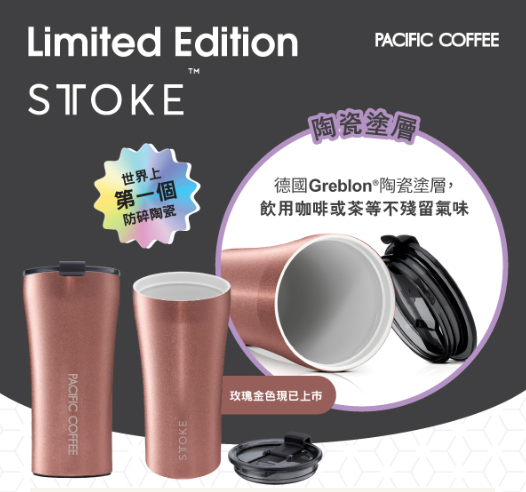 Limited Edition
PACIFIC COFFEE
STTOKE™
陶瓷塗層
德國Greblon®陶瓷塗層，
飲用咖啡或茶等不殘留氣味
世界上
第一個
防碎陶瓷
玫瑰金色現已上市
PACIFIC COFFEE
STTOKE